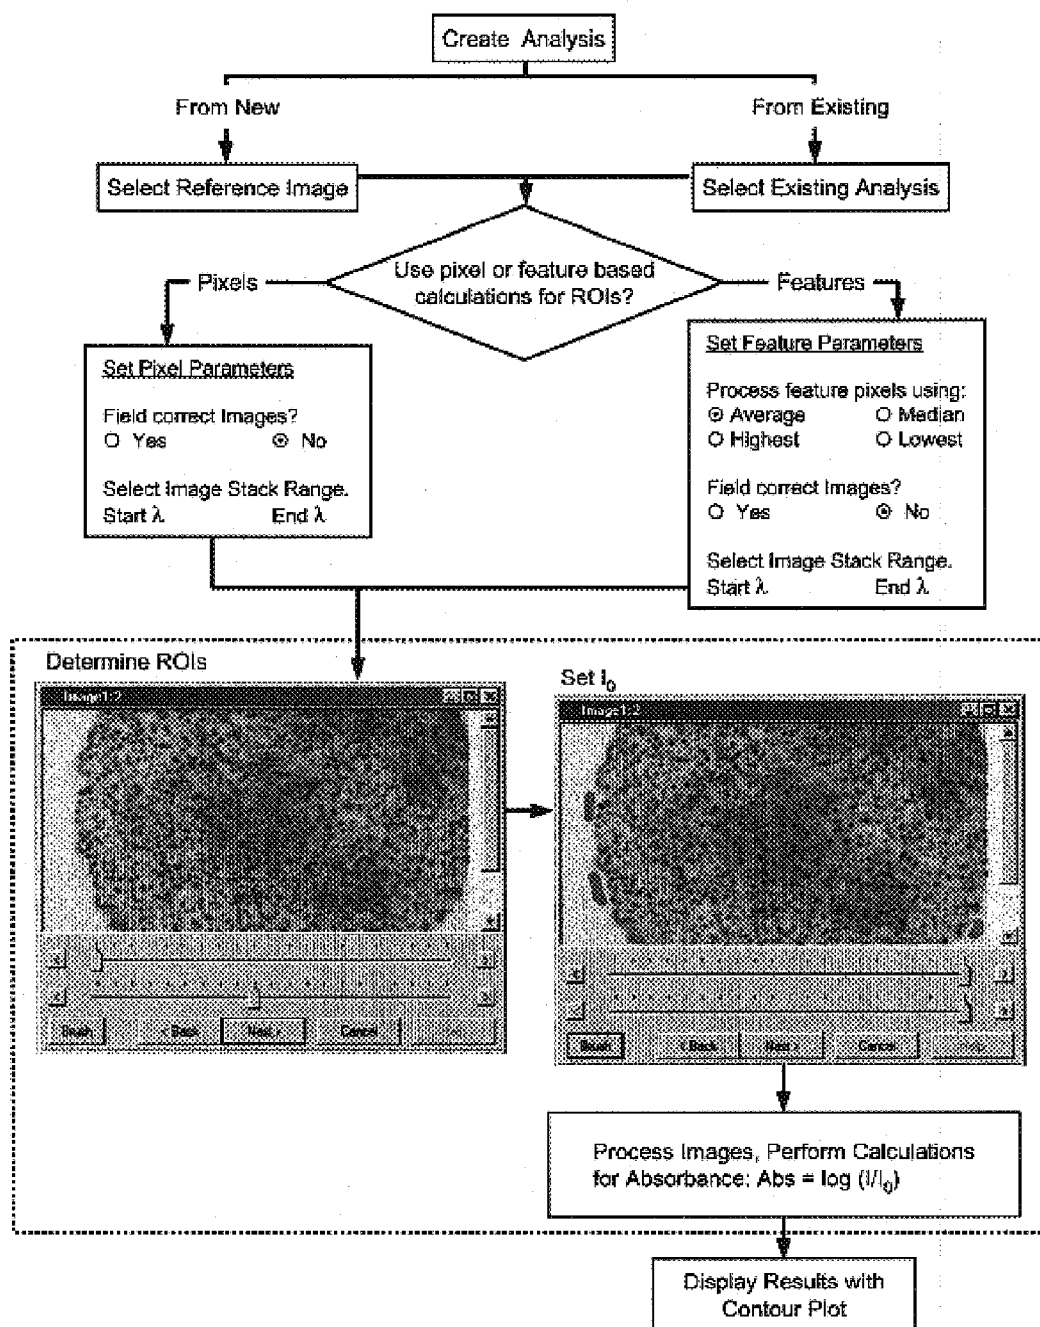 Create Analysis
From New
From Existing
Select Reference Image
Select Existing Analysis
Use pixel or feature based
calculations for ROIs?
Pixels
Features
Set Pixel Parameters
Field correct Images?
Yes No
Select Image Stack Range.
Start λ End λ
Set Feature Parameters
Process feature pixels using:
Average Median
Highest Lowest
Field correct Images?
Yes No
Select Image Stack Range.
Start λ End λ
Determine ROIs
Image1:2
Brush < Back Next > Cancel
Set I₀
Image1:2
Brush < Back Next > Cancel
Process Images, Perform Calculations
for Absorbance: Abs = log (I/I₀)
Display Results with
Contour Plot